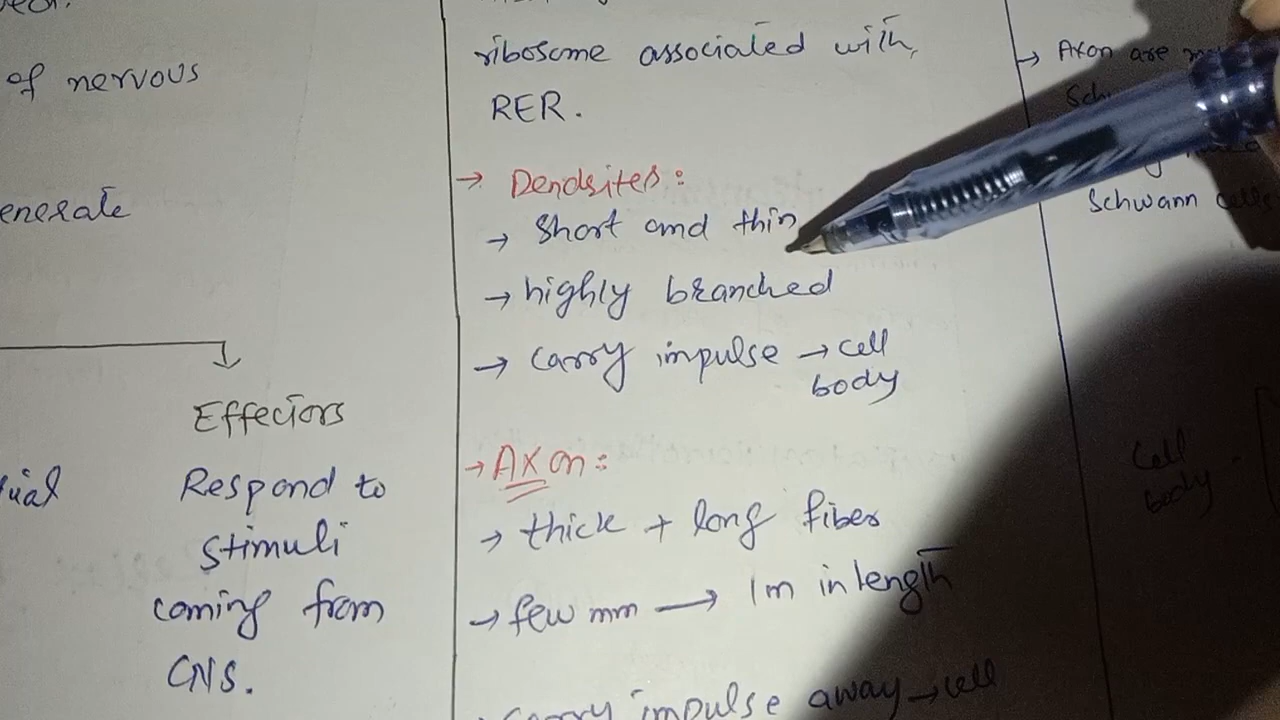 of nervous
enerate
Effectors
Respond to
Stimuli
coming from
CNS.
ribosome associated with
RER.
→ Dendrites:
→ Short and thin
→ highly branched
→ carry impulse → cell
body
→ Axon:
→ thick + long fiber
→ few mm → 1m in length
carry impulse away → cell
→ Axon are
Schwann cells
Cell
body